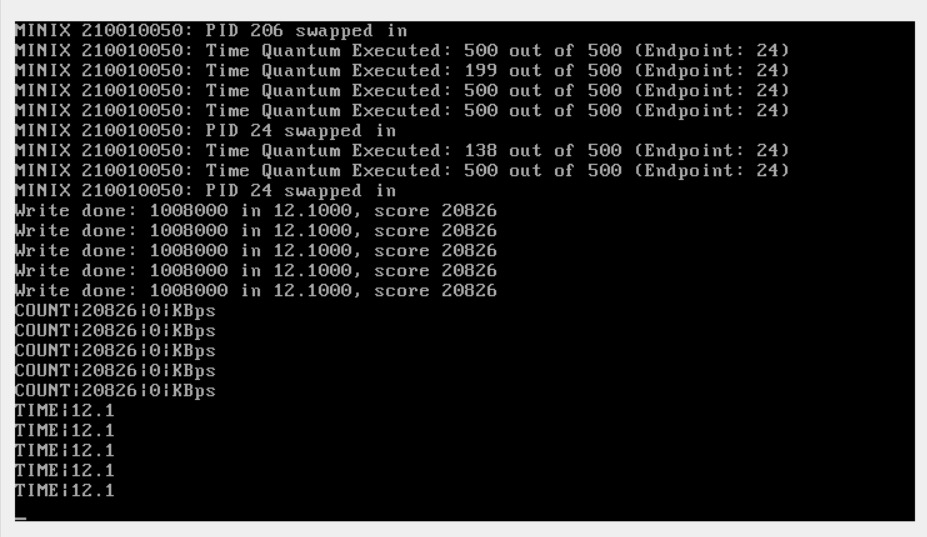 MINIX 210010050: PID 206 swapped in
MINIX 210010050: Time Quantum Executed: 500 out of 500 (Endpoint: 24)
MINIX 210010050: Time Quantum Executed: 199 out of 500 (Endpoint: 24)
MINIX 210010050: Time Quantum Executed: 500 out of 500 (Endpoint: 24)
MINIX 210010050: Time Quantum Executed: 500 out of 500 (Endpoint: 24)
MINIX 210010050: PID 24 swapped in
MINIX 210010050: Time Quantum Executed: 138 out of 500 (Endpoint: 24)
MINIX 210010050: Time Quantum Executed: 500 out of 500 (Endpoint: 24)
MINIX 210010050: PID 24 swapped in
Write done: 1008000 in 12.1000, score 20826
Write done: 1008000 in 12.1000, score 20826
Write done: 1008000 in 12.1000, score 20826
Write done: 1008000 in 12.1000, score 20826
Write done: 1008000 in 12.1000, score 20826
COUNT|20826|0|KBps
COUNT|20826|0|KBps
COUNT|20826|0|KBps
COUNT|20826|0|KBps
COUNT|20826|0|KBps
TIME|12.1
TIME|12.1
TIME|12.1
TIME|12.1
TIME|12.1